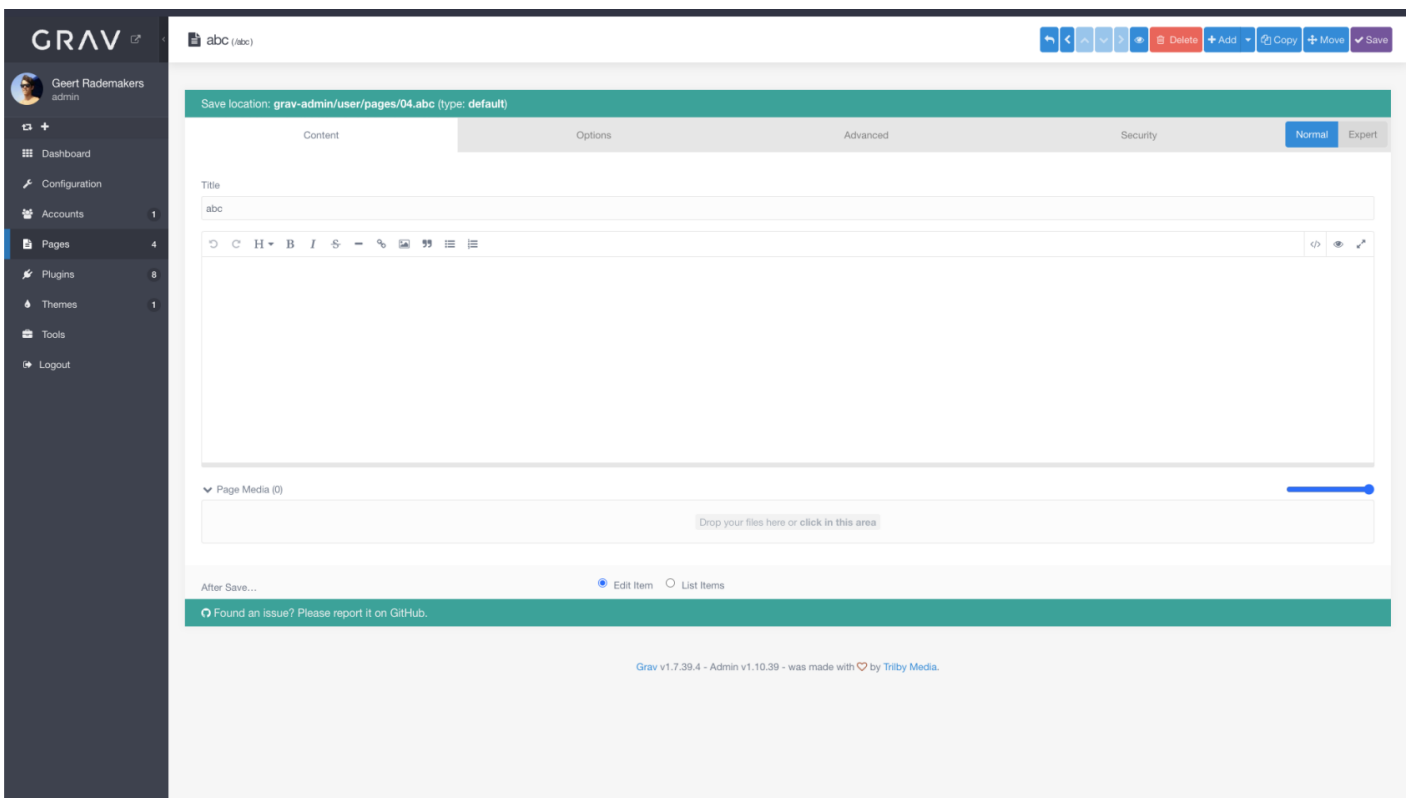 GRAV
abc (/abc)
Delete
Add
Copy
Move
Save
Geert Rademakers
admin
Dashboard
Configuration
Accounts 1
Pages 4
Plugins 8
Themes 1
Tools
Logout
Save location: grav-admin/user/pages/04.abc (type: default)
Content Options Advanced Security Normal Expert
Title
abc
H B I S
Page Media (0)
Drop your files here or click in this area
After Save... Edit Item List Items
Found an issue? Please report it on GitHub.
Grav v1.7.39.4 - Admin v1.10.39 - was made with by Trilby Media.